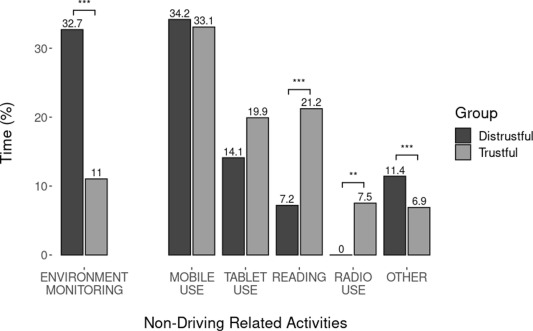 ***
32.7
11
34.2
33.1
14.1
19.9
***
7.2
21.2
**
0
7.5
***
11.4
6.9
30
20
10
0
Time (%)
ENVIRONMENT
MONITORING
MOBILE
USE
TABLET
USE
READING
RADIO
USE
OTHER
Non-Driving Related Activities
Group
Distrustful
Trustful